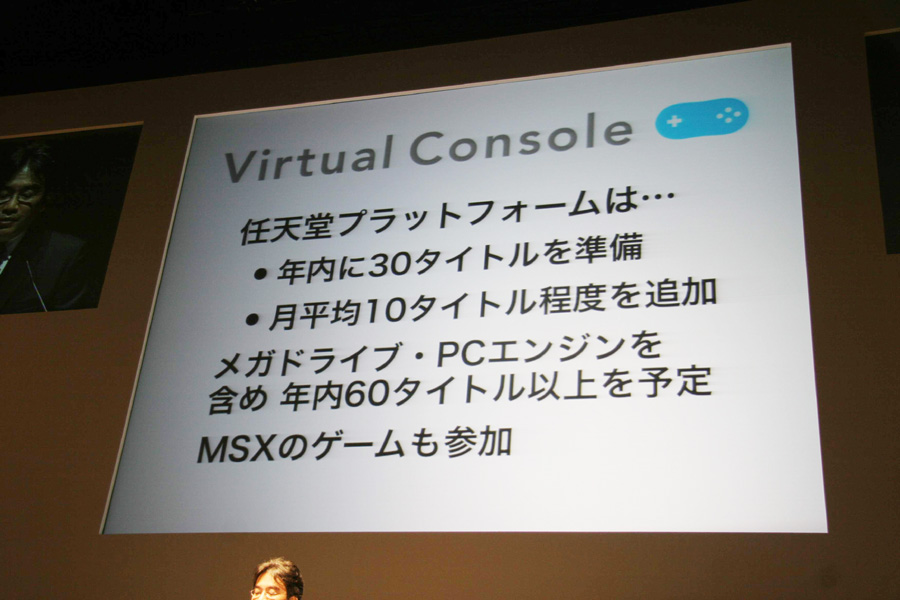 Virtual Console
任天堂プラットフォームは…
●年内に30タイトルを準備
●月平均10タイトル程度を追加
メガドライブ・PCエンジンを
含め 年内60タイトル以上を予定
MSXのゲームも参加